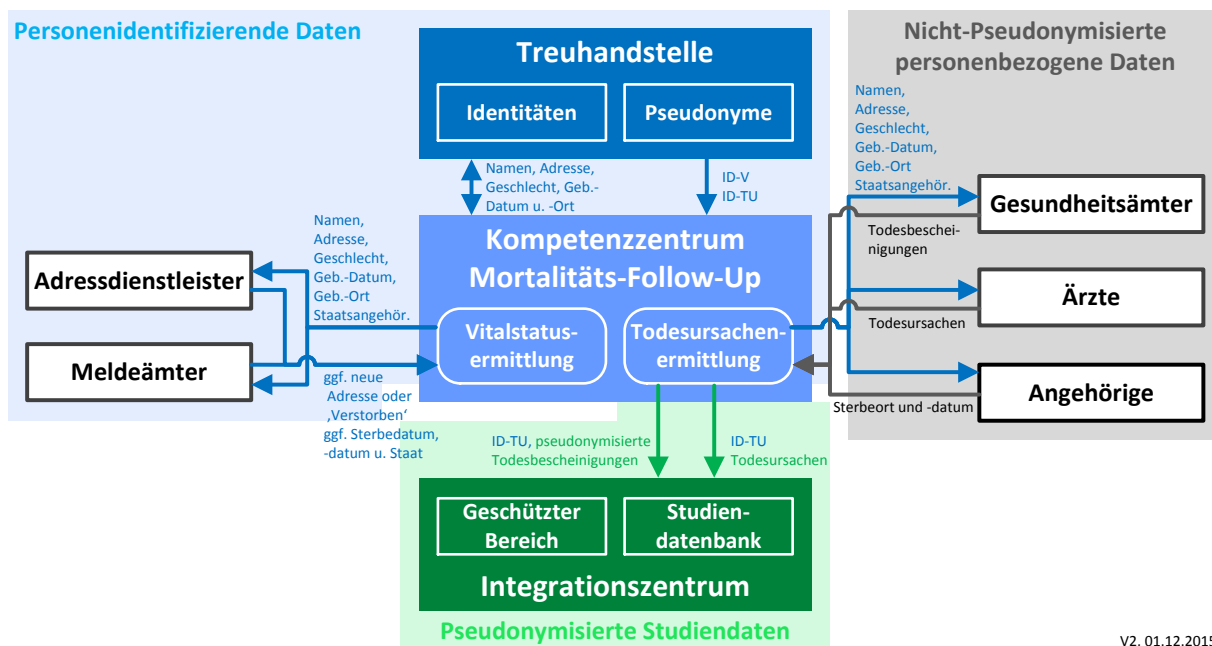 Personenidentifizierende Daten
Treuhandstelle
Identitäten
Pseudonyme
Nicht-Pseudonymisierte
personenbezogene Daten
Namen, Adresse,
Geschlecht, Geb.-
Datum u. -Ort
ID-V
ID-TU
Namen,
Adresse,
Geschlecht,
Geb.-Datum,
Geb.-Ort
Staatsangehör.
Gesundheitsämter
Todesbeschei-
nigungen
Ärzte
Todesursachen
Angehörige
Sterbeort und -datum
Kompetenzzentrum
Mortalitäts-Follow-Up
Vitalstatus-
ermittlung
Todesursachen-
ermittlung
Namen,
Adresse,
Geschlecht,
Geb.-Datum,
Geb.-Ort
Staatsangehör.
Adressdienstleister
Meldeämter
ggf. neue
Adresse oder
‚Verstorben‘
ggf. Sterbedatum,
-datum u. Staat
ID-TU, pseudonymisierte
Todesbescheinigungen
ID-TU
Todesursachen
Geschützter
Bereich
Studien-
datenbank
Integrationszentrum
Pseudonymisierte Studiendaten
V2. 01.12.2015